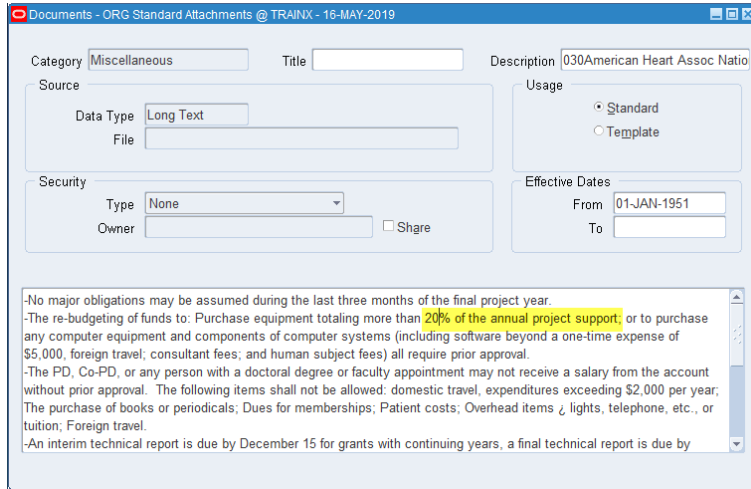 Documents - ORG Standard Attachments @ TRAINX - 16-MAY-2019
Category Miscellaneous Title Description 030American Heart Assoc Natio
Source Usage
Data Type Long Text Standard
File Template
Security Effective Dates
Type None From 01-JAN-1951
Owner Share To
-No major obligations may be assumed during the last three months of the final project year.
-The re-budgeting of funds to: Purchase equipment totaling more than 20% of the annual project support; or to purchase
any computer equipment and components of computer systems (including software beyond a one-time expense of
$5,000, foreign travel; consultant fees; and human subject fees) all require prior approval.
-The PD, Co-PD, or any person with a doctoral degree or faculty appointment may not receive a salary from the account
without prior approval.  The following items shall not be allowed: domestic travel, expenditures exceeding $2,000 per year;
The purchase of books or periodicals; Dues for memberships; Patient costs; Overhead items ¿ lights, telephone, etc., or
tuition; Foreign travel.
-An interim technical report is due by December 15 for grants with continuing years, a final technical report is due by